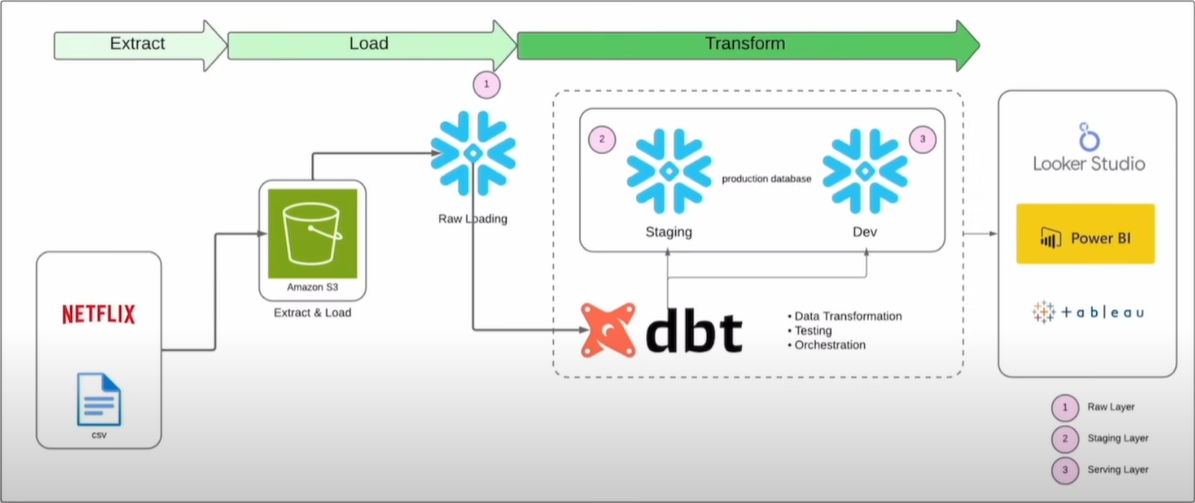 Extract
Load
Transform
1
2
3
production database
Raw Loading
Staging
Dev
Amazon S3
Extract & Load
NETFLIX
csv
dbt
• Data Transformation
• Testing
• Orchestration
Looker Studio
Power BI
+ableau
1 Raw Layer
2 Staging Layer
3 Serving Layer